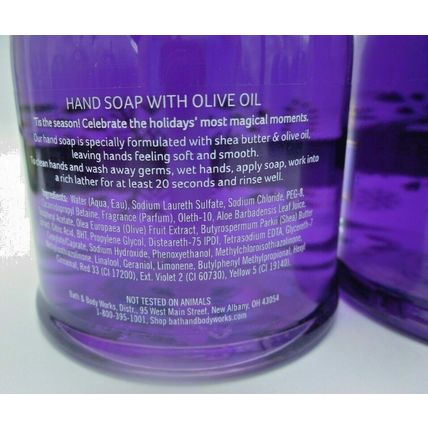 HAND SOAP WITH OLIVE OIL
'Tis the season! Celebrate the holidays' most magical moments.
Our hand soap is specially formulated with shea butter & olive oil,
leaving hands feeling soft and smooth.
To clean hands and wash away germs, wet hands, apply soap, work into
a rich lather for at least 20 seconds and rinse well.
Ingredients: Water (Aqua, Eau), Sodium Laureth Sulfate, Sodium Chloride, PEG-8,
Betaine, Fragrance (Parfum), Oleth-10, Aloe Barbadensis Leaf Juice,
Acetate, Olea Europaea (Olive) Fruit Extract, Butyrospermum Parkii (Shea) Butter
Citric Acid, BHT, Propylene Glycol, Disteareth-75 IPDI, Tetrasodium EDTA, Glycereth-7
Sodium Hydroxide, Phenoxyethanol, Methylchloroisothiazolinone,
Linalool, Geraniol, Limonene, Butylphenyl Methylpropional, Hexyl
Cinnamal, Red 33 (CI 17200), Ext. Violet 2 (CI 60730), Yellow 5 (CI 19140).
NOT TESTED ON ANIMALS
Bath & Body Works, Distr., 95 West Main Street, New Albany, OH 43054
1-800-395-1001, Shop bathandbodyworks.com